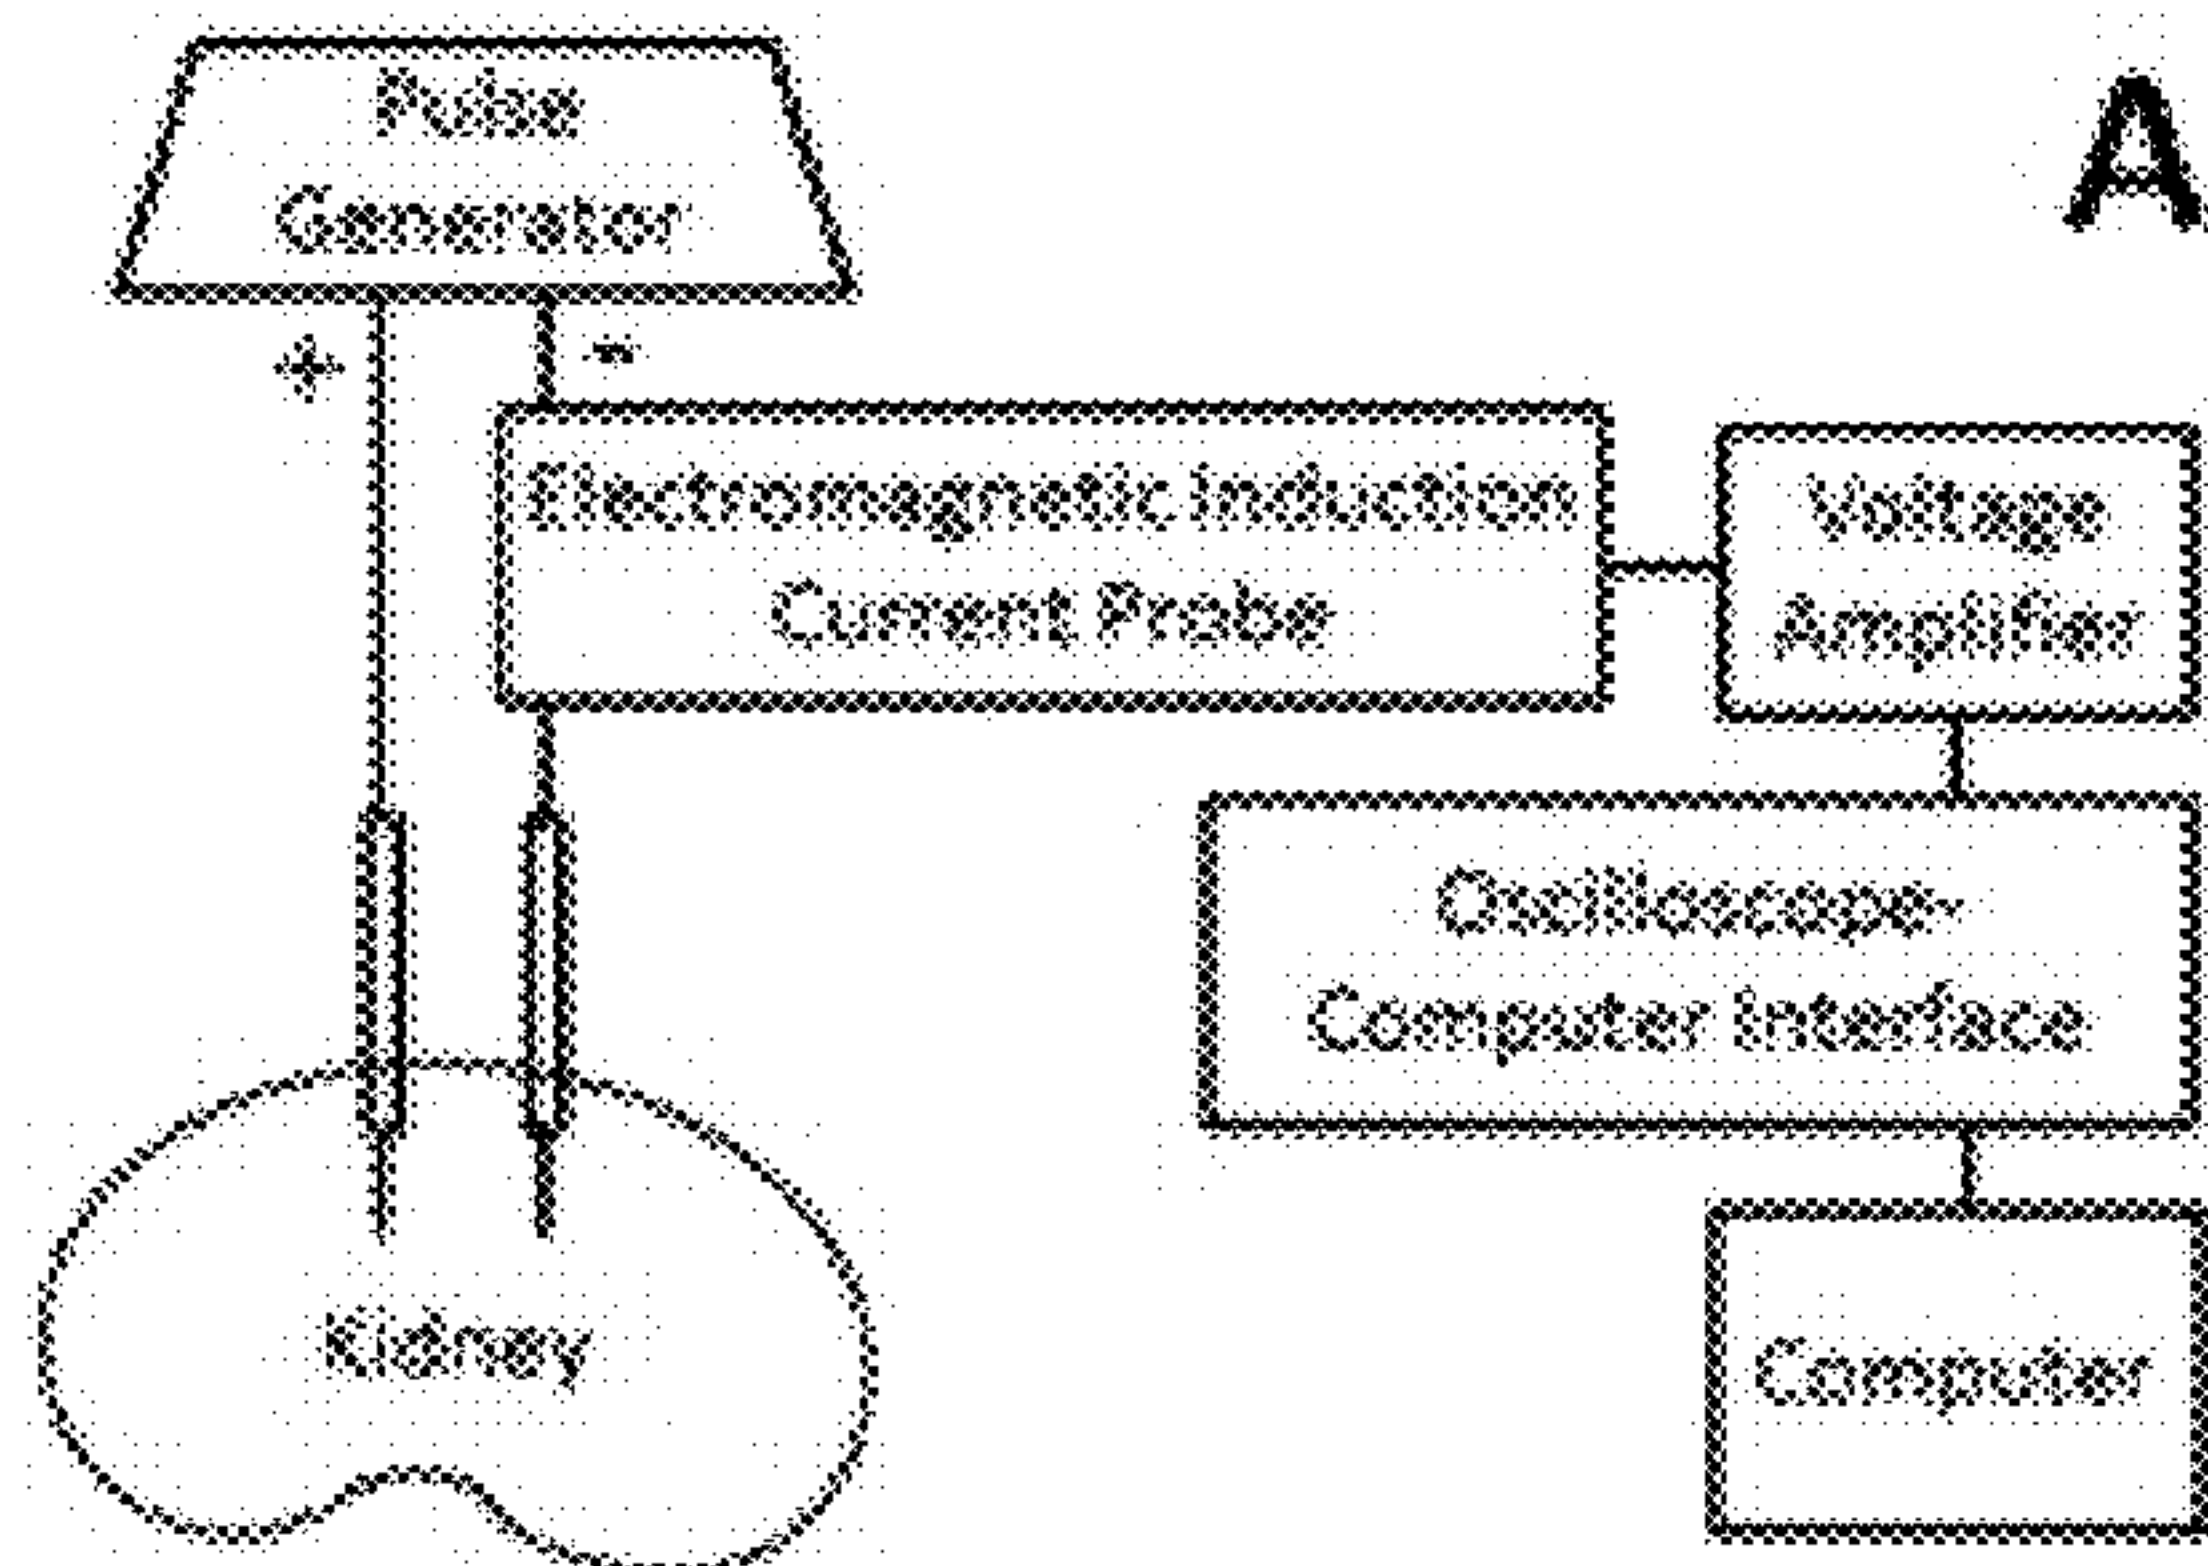 Pulse
Generator
A
+
-
Electromagnetic Induction
Current Probe
Voltage
Amplifier
Oscilloscope-
Computer Interface
Kidney
Computer